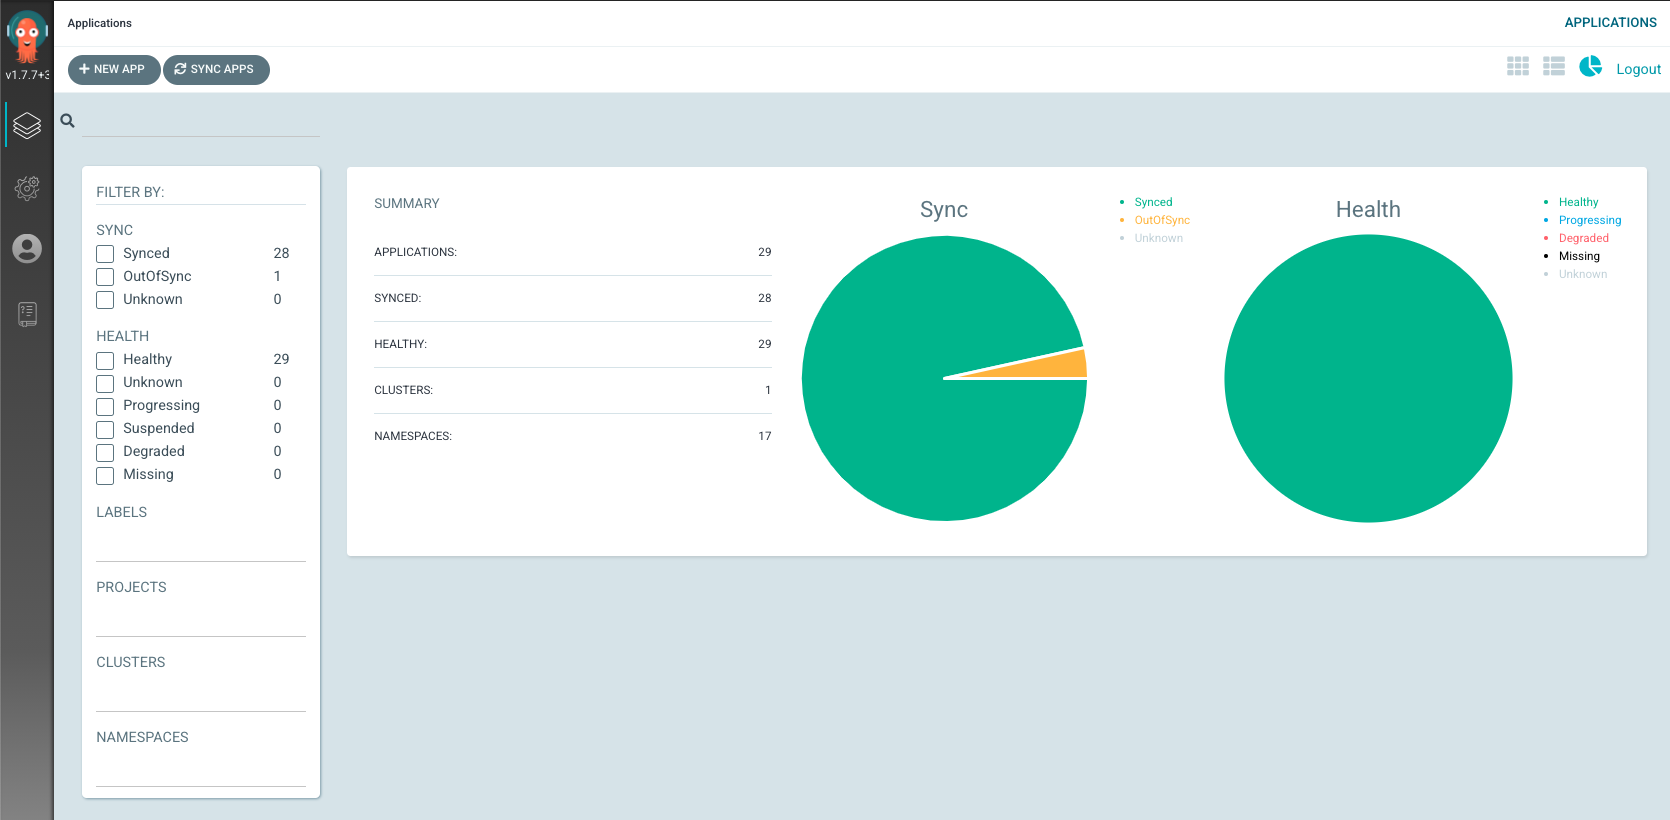 Applications
APPLICATIONS
v1.7.7+3
NEW APP
SYNC APPS
Logout
FILTER BY:
SYNC
Synced 28
OutOfSync 1
Unknown 0
HEALTH
Healthy 29
Unknown 0
Progressing 0
Suspended 0
Degraded 0
Missing 0
LABELS
PROJECTS
CLUSTERS
NAMESPACES
SUMMARY
APPLICATIONS: 29
SYNCED: 28
HEALTHY: 29
CLUSTERS: 1
NAMESPACES: 17
Sync
Synced
OutOfSync
Unknown
Health
Healthy
Progressing
Degraded
Missing
Unknown